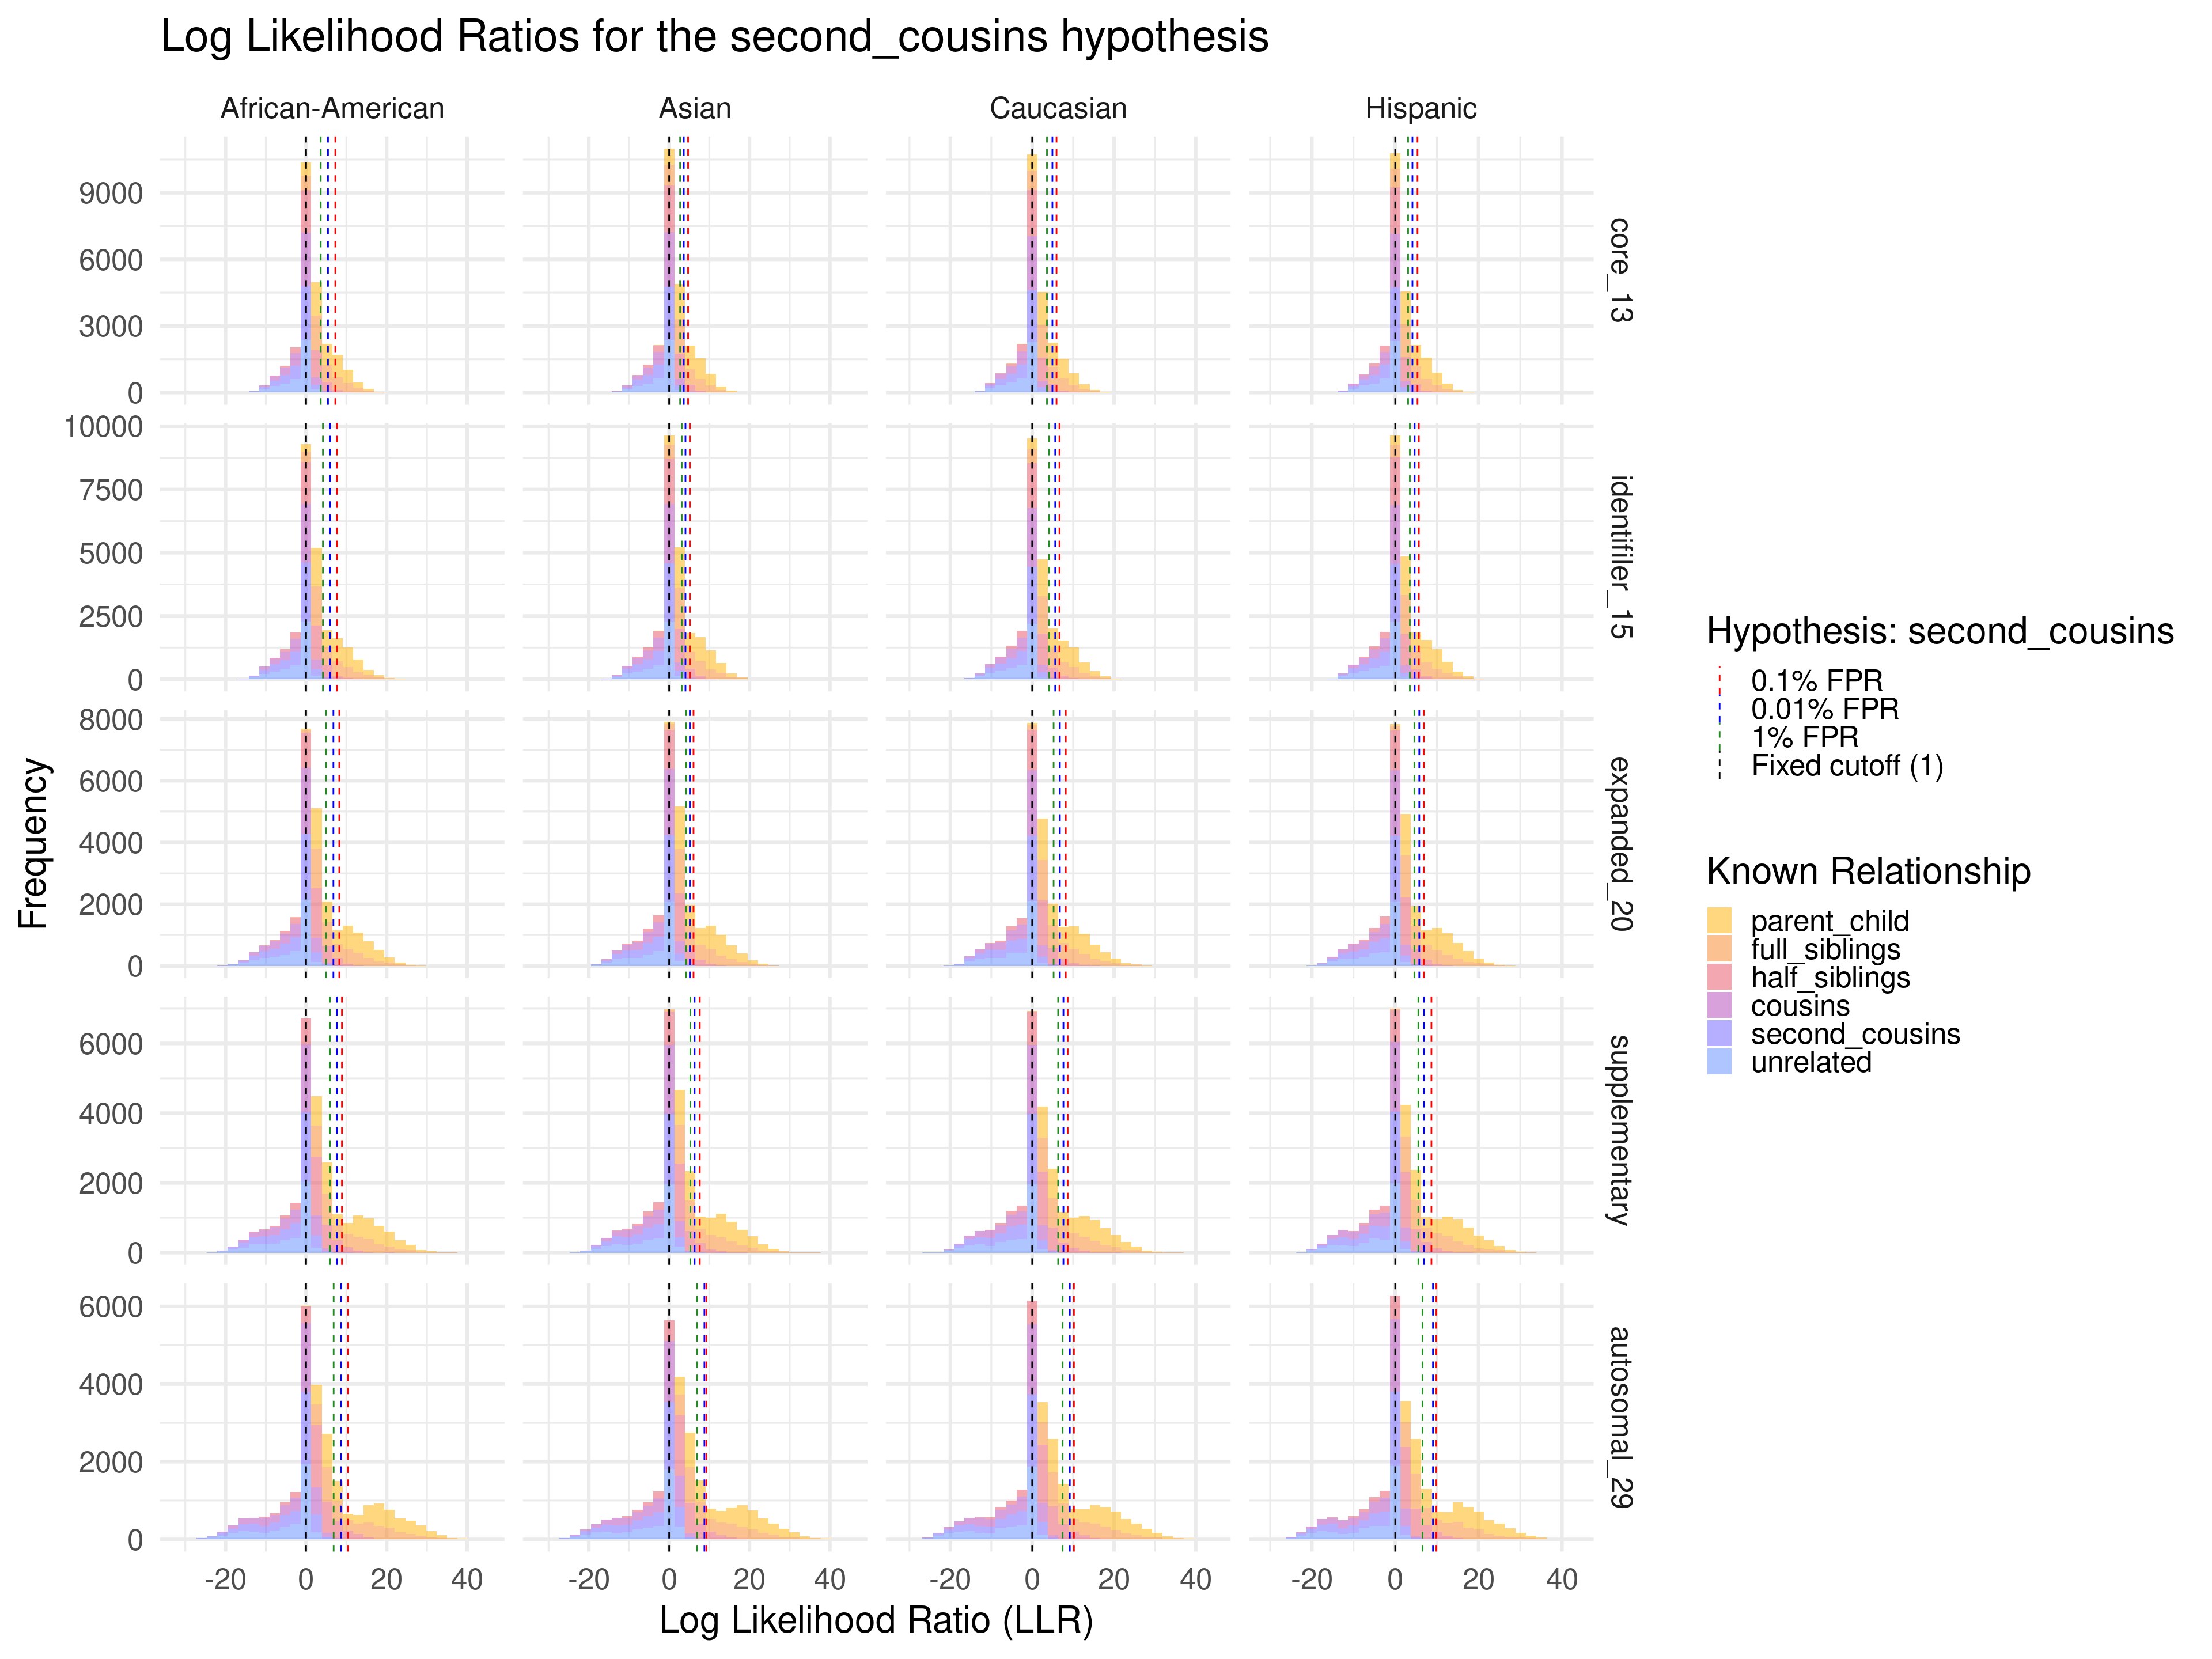 Log Likelihood Ratios for the second_cousins hypothesis
African-American Asian Caucasian Hispanic
9000
6000
3000
0
core_13
10000
7500
5000
2500
0
identifiler_15
8000
6000
4000
2000
0
expanded_20
6000
4000
2000
0
supplementary
6000
4000
2000
0
autosomal_29
Frequency
-20 0 20 40 -20 0 20 40 -20 0 20 40 -20 0 20 40
Log Likelihood Ratio (LLR)
Hypothesis: second_cousins
0.1% FPR
0.01% FPR
1% FPR
Fixed cutoff (1)
Known Relationship
parent_child
full_siblings
half_siblings
cousins
second_cousins
unrelated